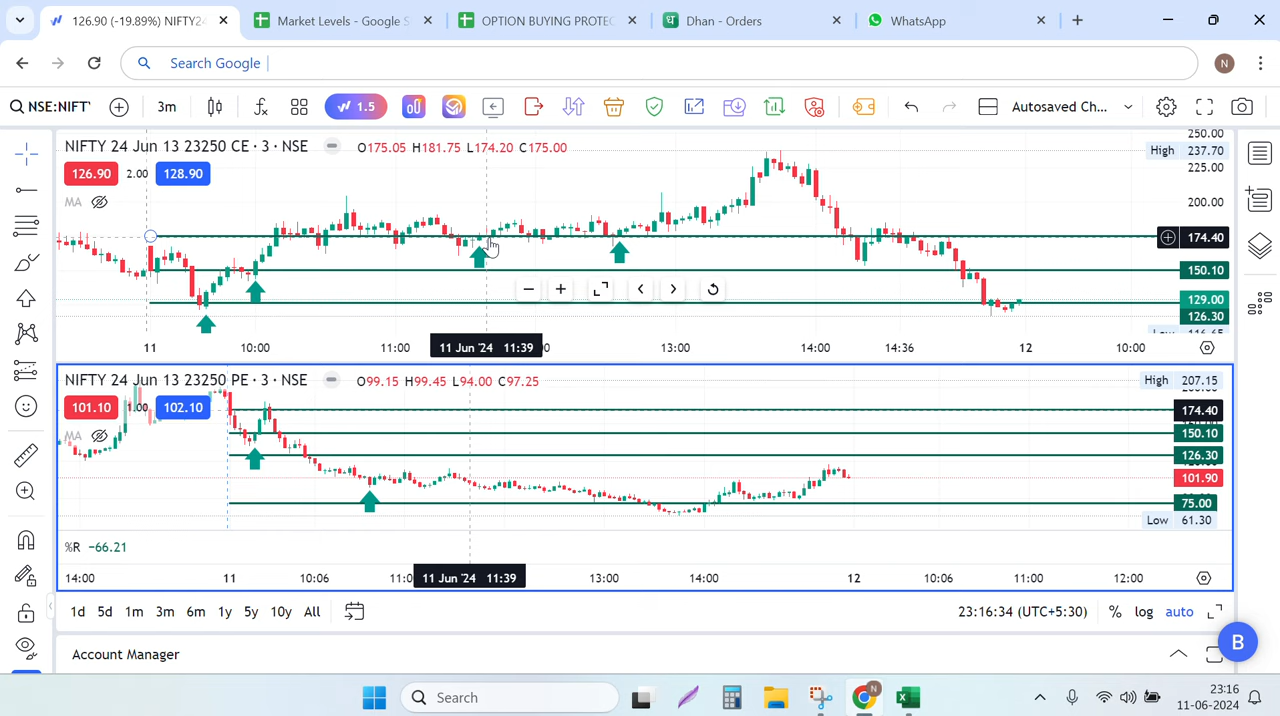 126.90 (-19.89%) NIFTY24
Market Levels - Google S
OPTION BUYING PROTEC
Dhan - Orders
WhatsApp
Search Google
N
NSE:NIFT
3m
1.5
Autosaved Ch...
NIFTY 24 Jun 13 23250 CE · 3 · NSE
O175.05 H181.75 L174.20 C175.00
126.90 2.00 128.90
MA
250.00
High 237.70
225.00
200.00
174.40
150.10
129.00
126.30
11 10:00 11:00 11 Jun '24 11:39 13:00 14:00 14:36 12 10:00
NIFTY 24 Jun 13 23250 PE · 3 · NSE
O99.15 H99.45 L94.00 C97.25
101.10 1.00 102.10
MA
High 207.15
174.40
150.10
126.30
101.90
75.00
Low 61.30
%R −66.21
14:00 11 10:06 11:0 11 Jun '24 11:39 13:00 14:00 12 10:06 11:00 12:00
1d 5d 1m 3m 6m 1y 5y 10y All
23:16:34 (UTC+5:30) % log auto
B
Account Manager
Search
N
23:16
11-06-2024